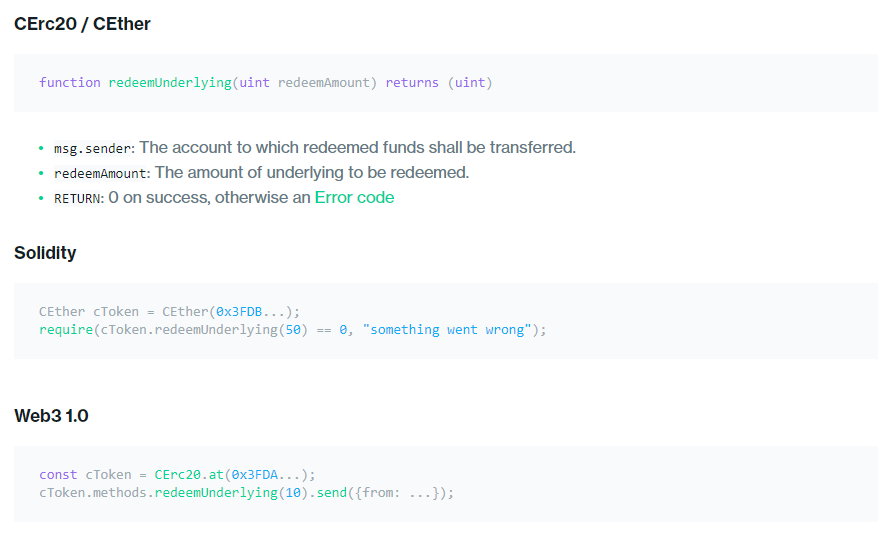 CErc20 / CEther
function redeemUnderlying(uint redeemAmount) returns (uint)
msg.sender: The account to which redeemed funds shall be transferred.
redeemAmount: The amount of underlying to be redeemed.
RETURN: 0 on success, otherwise an Error code
Solidity
CEther cToken = CEther(0x3FDB...);
require(cToken.redeemUnderlying(50) == 0, "something went wrong");
Web3 1.0
const cToken = CErc20.at(0x3FDA...);
cToken.methods.redeemUnderlying(10).send({from: ...});